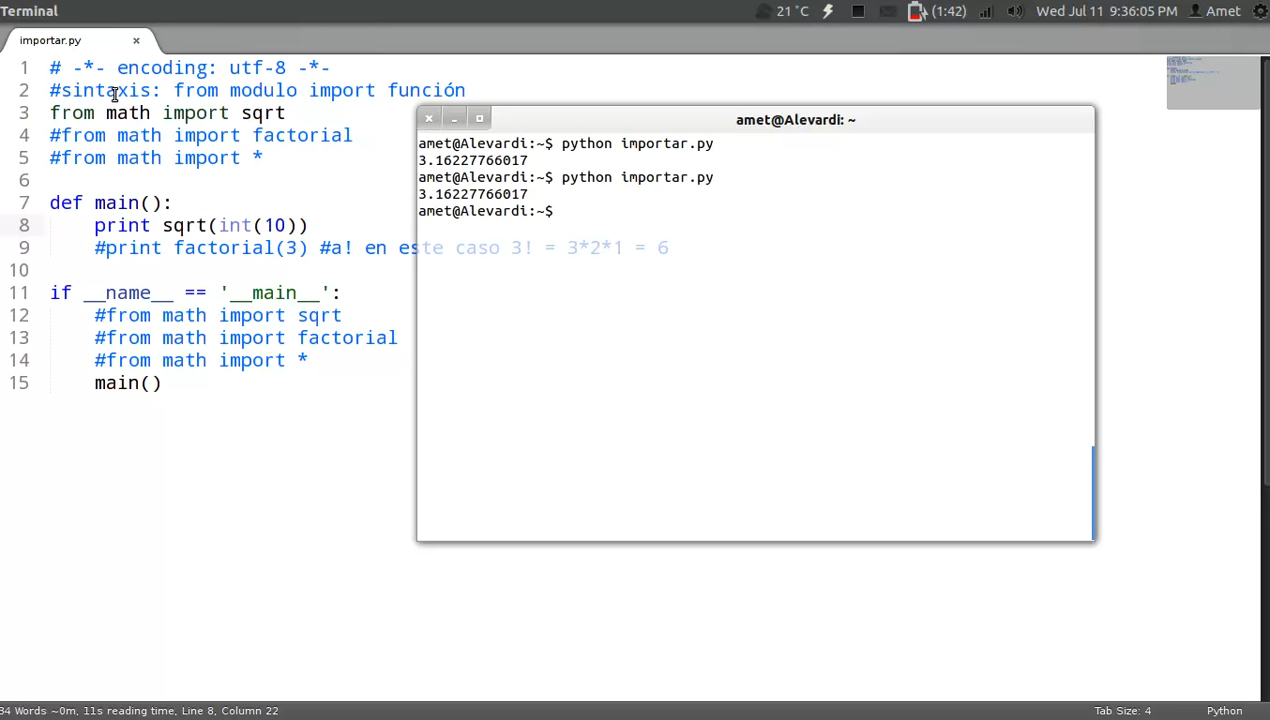 Terminal
21 °C
(1:42)
Wed Jul 11 9:36:05 PM
Amet
importar.py
1 # -*- encoding: utf-8 -*-
2 #sintaxis: from modulo import función
3 from math import sqrt
4 #from math import factorial
5 #from math import *
6
7 def main():
8 print sqrt(int(10))
9 #print factorial(3) #a! en este caso 3! = 3*2*1 = 6
10
11 if __name__ == '__main__':
12 #from math import sqrt
13 #from math import factorial
14 #from math import *
15 main()
amet@Alevardi: ~
amet@Alevardi:~$ python importar.py
3.16227766017
amet@Alevardi:~$ python importar.py
3.16227766017
amet@Alevardi:~$
34 Words ~0m, 11s reading time, Line 8, Column 22
Tab Size: 4
Python